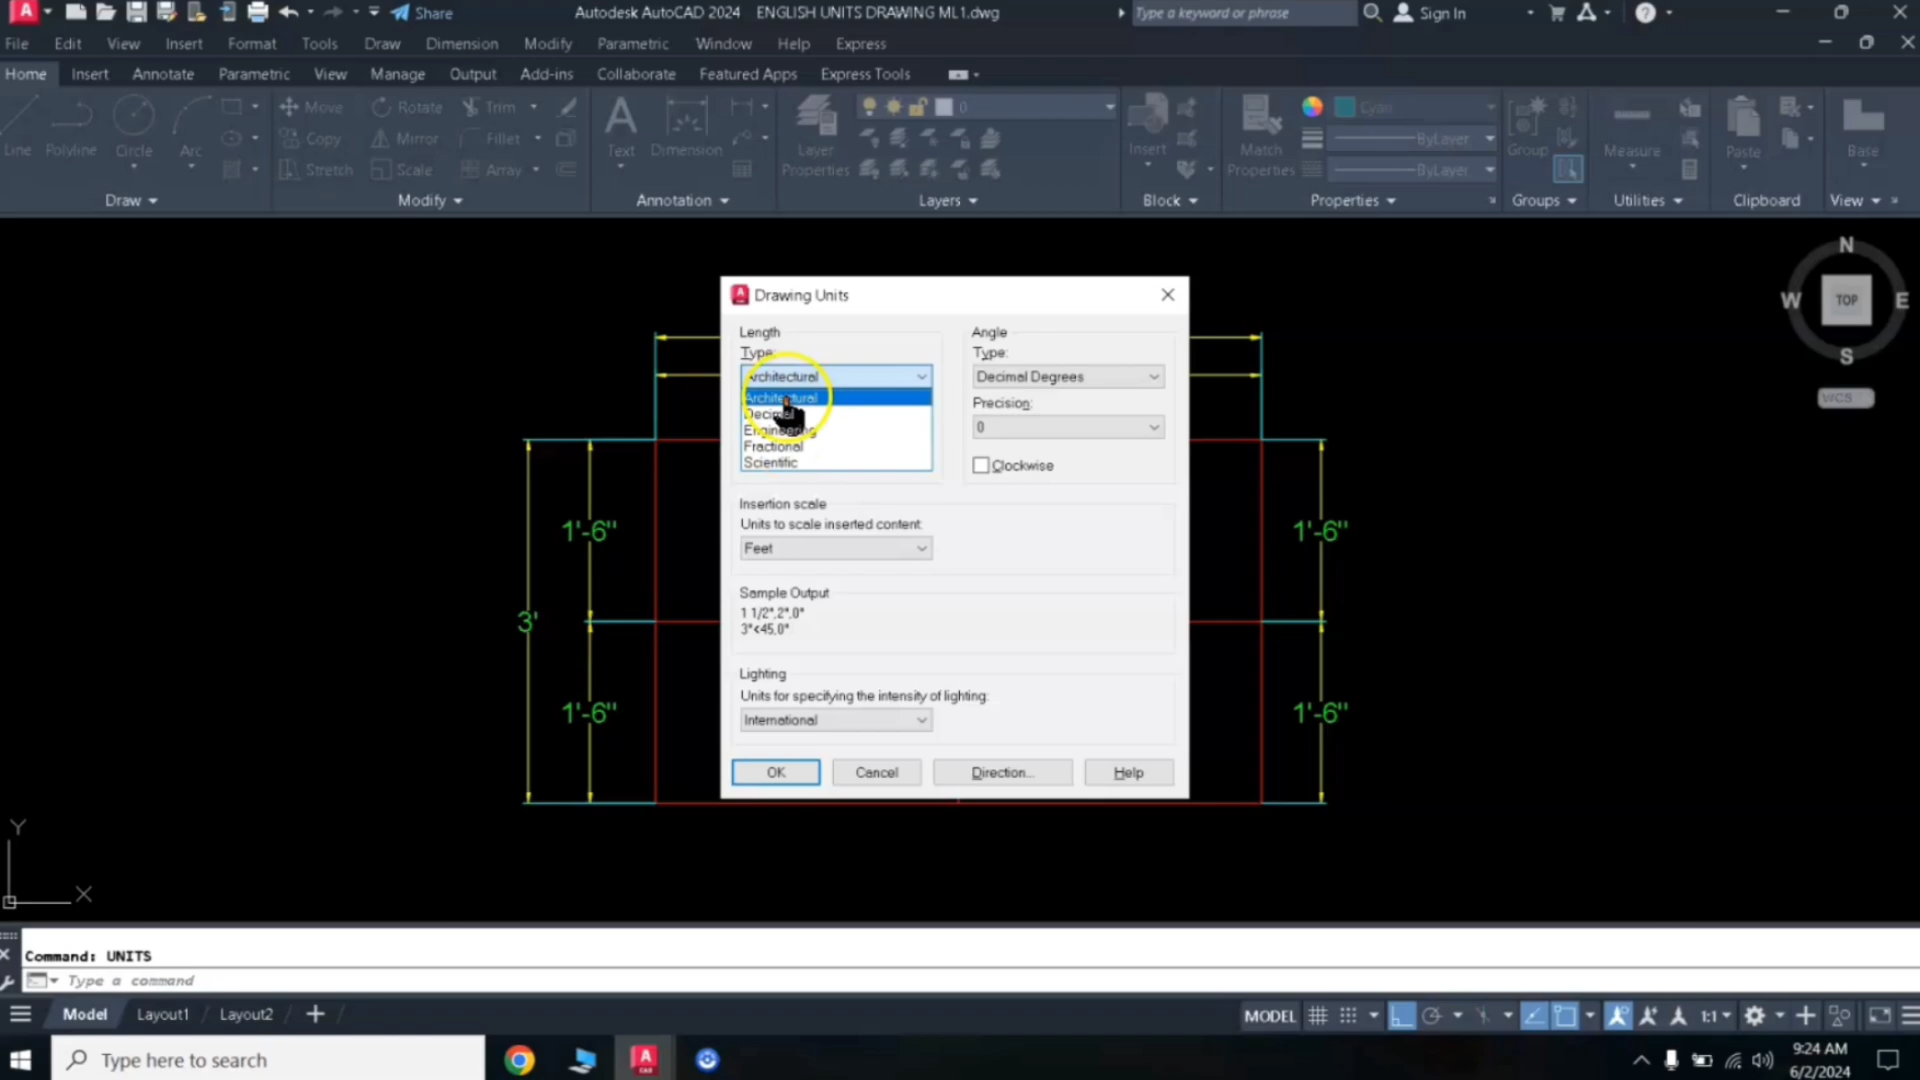 Share
Autodesk AutoCAD 2024 ENGLISH UNITS DRAWING ML1.dwg
Type a keyword or phrase
Sign In
File Edit View Insert Format Tools Draw Dimension Modify Parametric Window Help Express
Home Insert Annotate Parametric View Manage Output Add-ins Collaborate Featured Apps Express Tools
Line Polyline Circle Arc
Move Rotate Trim
Copy Mirror Fillet
Stretch Scale Array
Text Dimension
Layer Properties
0
Insert
Match Properties
Cyan
ByLayer
ByLayer
Group
Measure
Paste
Base
Draw Modify Annotation Layers Block Properties Groups Utilities Clipboard View
N
W TOP E
S
WCS
Drawing Units
Length
Type:
Architectural
Architectural
Decimal
Engineering
Fractional
Scientific
Angle
Type:
Decimal Degrees
Precision:
0
Clockwise
Insertion scale
Units to scale inserted content:
Feet
Sample Output
1 1/2",2",0"
3"<45,0"
Lighting
Units for specifying the intensity of lighting:
International
OK Cancel Direction... Help
1'-6" 1'-6"
3'
1'-6" 1'-6"
Y
X
Command: UNITS
Type a command
Model Layout1 Layout2
MODEL 1:1
Type here to search
9:24 AM
6/2/2024